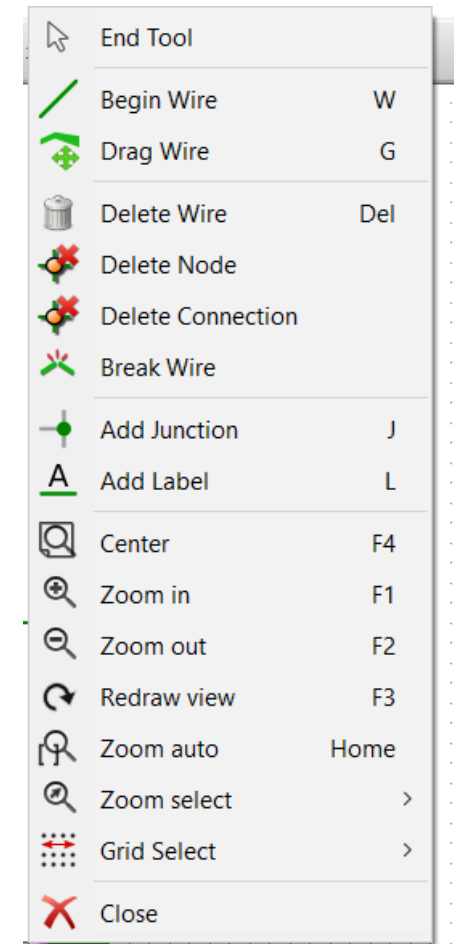 End Tool
Begin Wire W
Drag Wire G
Delete Wire Del
Delete Node
Delete Connection
Break Wire
Add Junction J
A Add Label L
Center F4
Zoom in F1
Zoom out F2
Redraw view F3
Zoom auto Home
Zoom select >
Grid Select >
Close